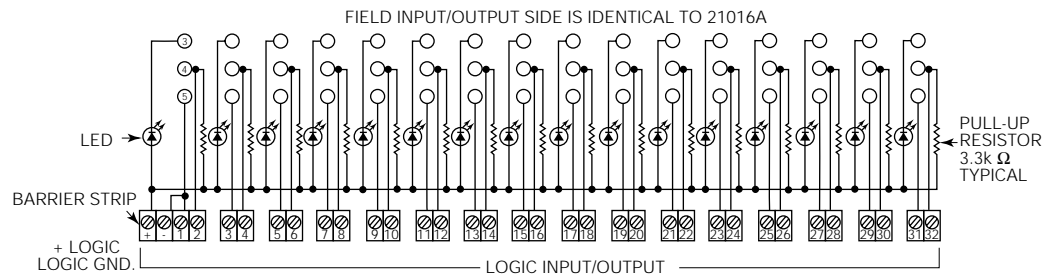 FIELD INPUT/OUTPUT SIDE IS IDENTICAL TO 21016A
3
4
5
LED
PULL-UP
RESISTOR
3.3k Ω
TYPICAL
BARRIER STRIP
+ - 1 2 3 4 5 6 7 8 9 10 11 12 13 14 15 16 17 18 19 20 21 22 23 24 25 26 27 28 29 30 31 32
+ LOGIC
LOGIC GND.
LOGIC INPUT/OUTPUT